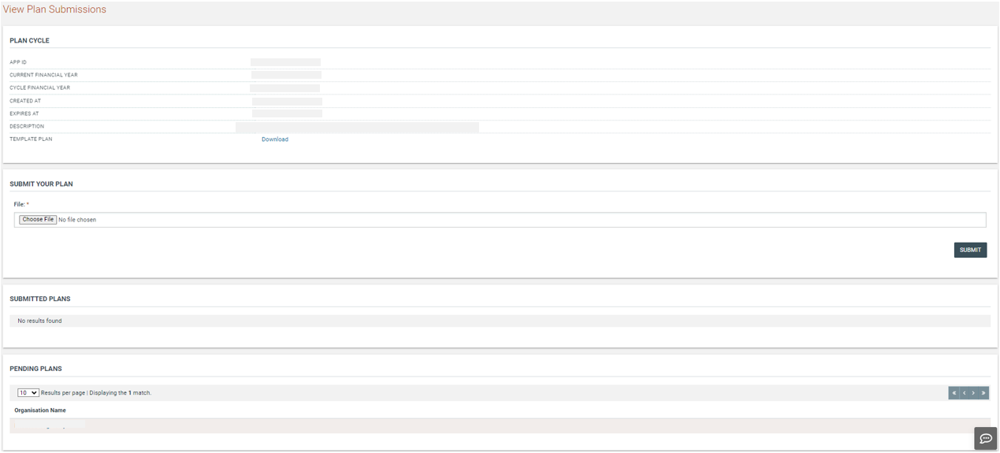 View Plan Submissions
PLAN CYCLE
APP ID
CURRENT FINANCIAL YEAR
CYCLE FINANCIAL YEAR
CREATED AT
EXPIRES AT
DESCRIPTION
TEMPLATE PLAN Download
SUBMIT YOUR PLAN
File: *
Choose File No file chosen
SUBMIT
SUBMITTED PLANS
No results found
PENDING PLANS
10 Results per page | Displaying the 1 match. « ‹ › »
Organisation Name